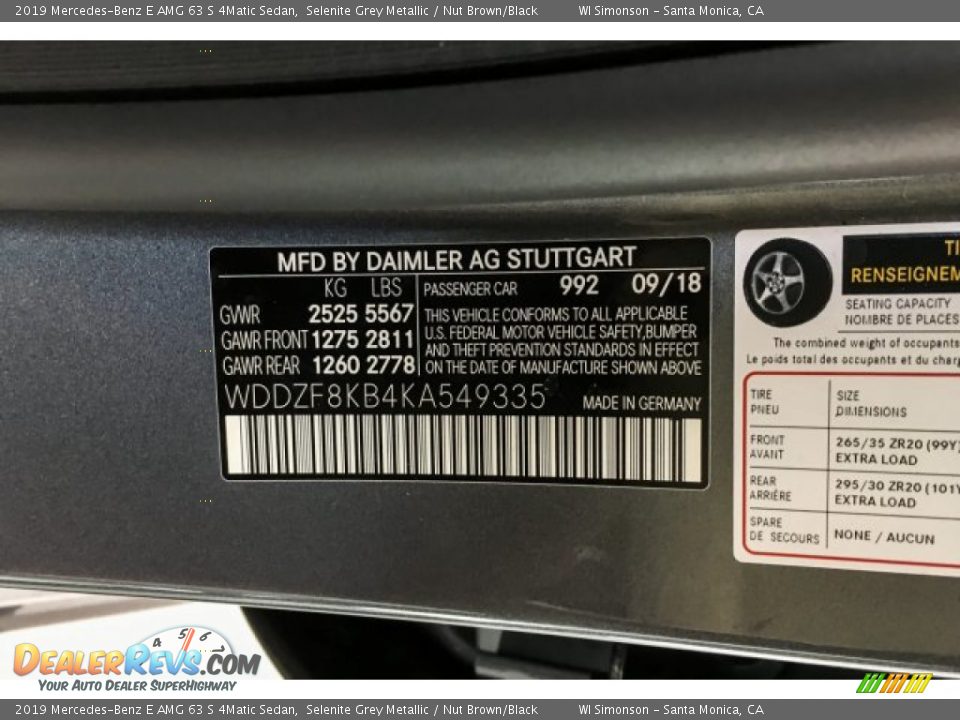 2019 Mercedes-Benz E AMG 63 S 4Matic Sedan, Selenite Grey Metallic / Nut Brown/Black WI Simonson - Santa Monica, CA
MFD BY DAIMLER AG STUTTGART
KG LBS
GVWR 2525 5567
GAWR FRONT 1275 2811
GAWR REAR 1260 2778
PASSENGER CAR 992 09/18
THIS VEHICLE CONFORMS TO ALL APPLICABLE
U.S. FEDERAL MOTOR VEHICLE SAFETY,BUMPER
AND THEFT PREVENTION STANDARDS IN EFFECT
ON THE DATE OF MANUFACTURE SHOWN ABOVE
WDDZF8KB4KA549335 MADE IN GERMANY
TI
RENSEIGNEM
SEATING CAPACITY
NOMBRE DE PLACES
The combined weight of occupants
Le poids total des occupants et du charg
TIRE SIZE
PNEU DIMENSIONS
FRONT 265/35 ZR20 (99Y)
AVANT EXTRA LOAD
REAR 295/30 ZR20 (101Y
ARRIÈRE EXTRA LOAD
SPARE NONE / AUCUN
DE SECOURS
4 5 6
DEALERREVS.COM
YOUR AUTO DEALER SUPERHIGHWAY
2019 Mercedes-Benz E AMG 63 S 4Matic Sedan, Selenite Grey Metallic / Nut Brown/Black WI Simonson - Santa Monica, CA